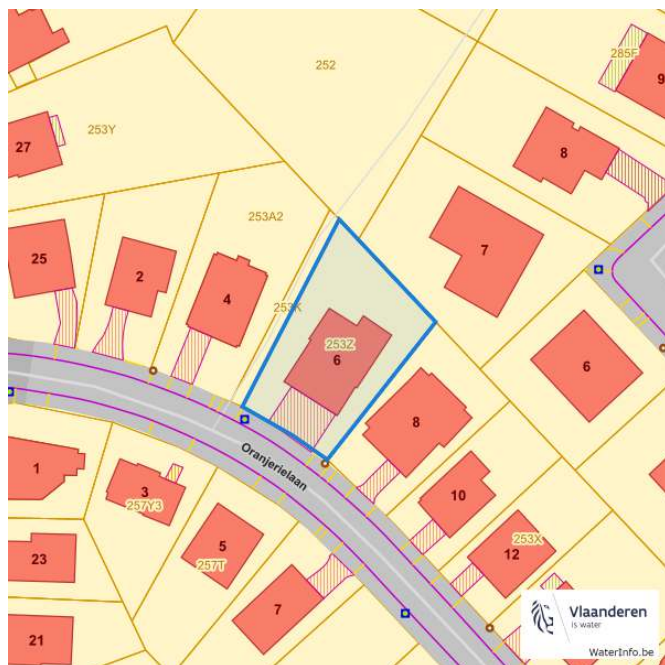 252
285F
9
253Y
27
8
253A2
7
25
2
4
253K
253Z
6
6
8
Oranjerielaan
1
3
257Y3
10
253X
12
23
5
257T
7
21
Vlaanderen
is water
WaterInfo.be